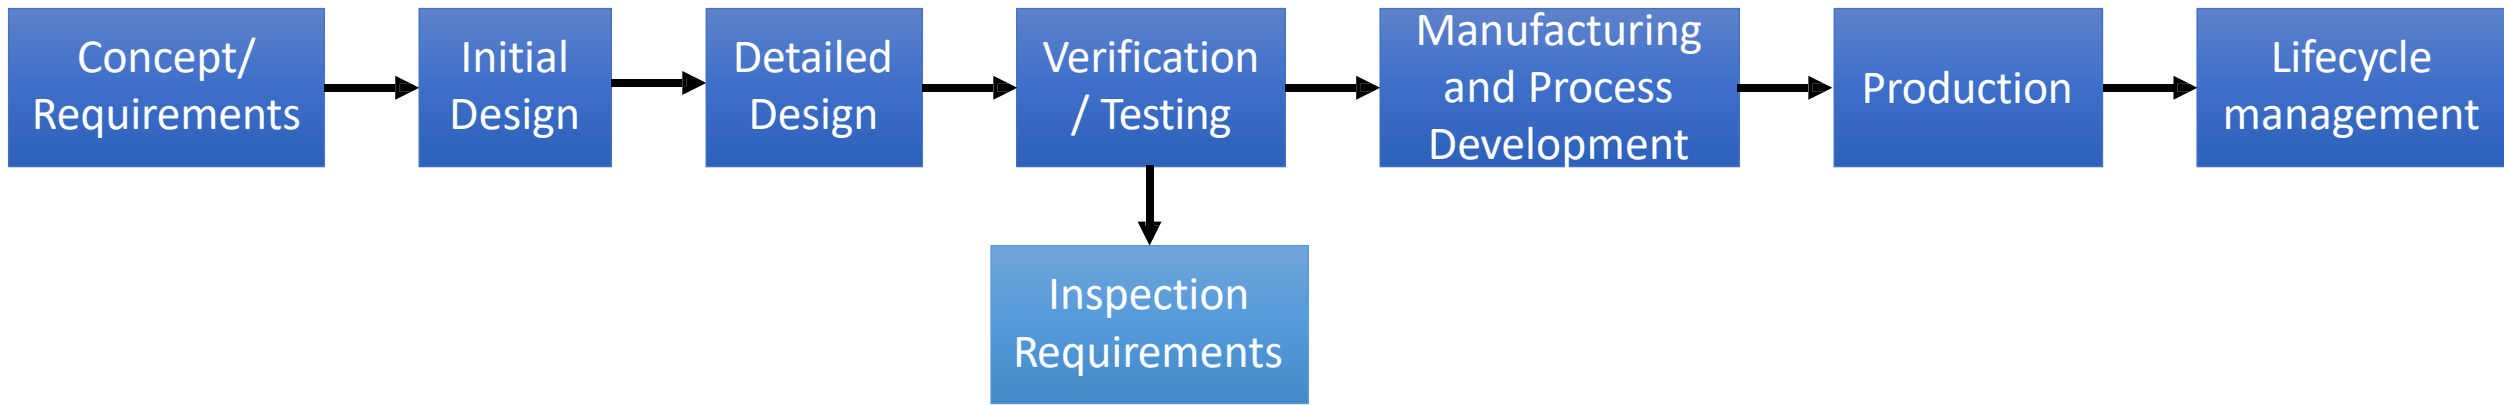 Concept/
Requirements
Initial
Design
Detailed
Design
Verification
/ Testing
Manufacturing
and Process
Development
Production
Lifecycle
management
Inspection
Requirements